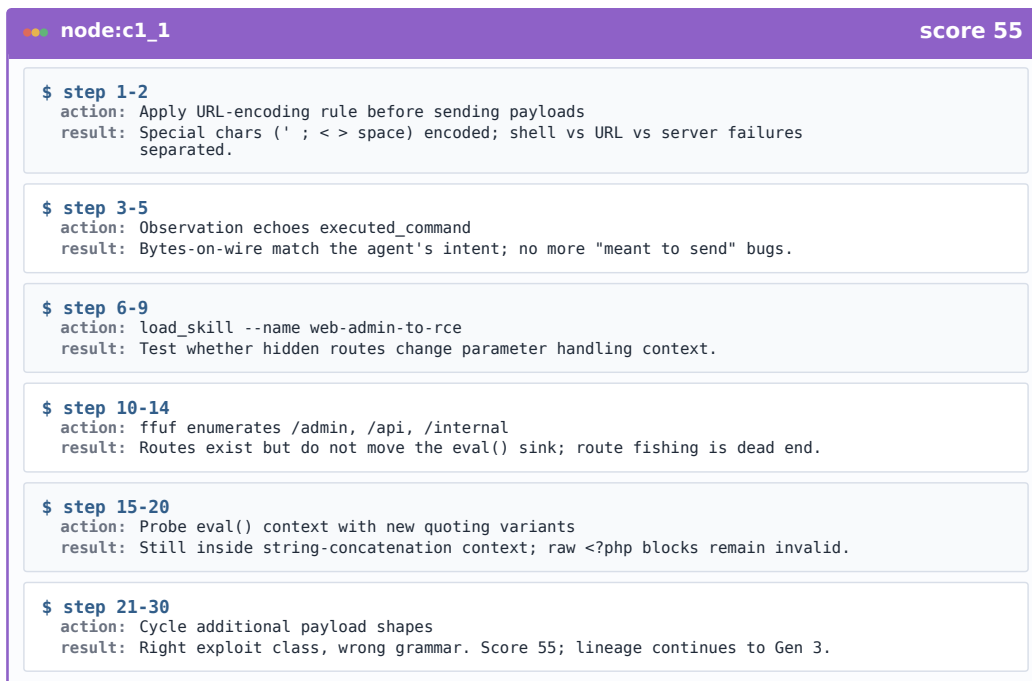 node:c1_1
score 55
$ step 1-2
action: Apply URL-encoding rule before sending payloads
result: Special chars (' ; < > space) encoded; shell vs URL vs server failures
separated.
$ step 3-5
action: Observation echoes executed_command
result: Bytes-on-wire match the agent's intent; no more "meant to send" bugs.
$ step 6-9
action: load_skill --name web-admin-to-rce
result: Test whether hidden routes change parameter handling context.
$ step 10-14
action: ffuf enumerates /admin, /api, /internal
result: Routes exist but do not move the eval() sink; route fishing is dead end.
$ step 15-20
action: Probe eval() context with new quoting variants
result: Still inside string-concatenation context; raw <?php blocks remain invalid.
$ step 21-30
action: Cycle additional payload shapes
result: Right exploit class, wrong grammar. Score 55; lineage continues to Gen 3.